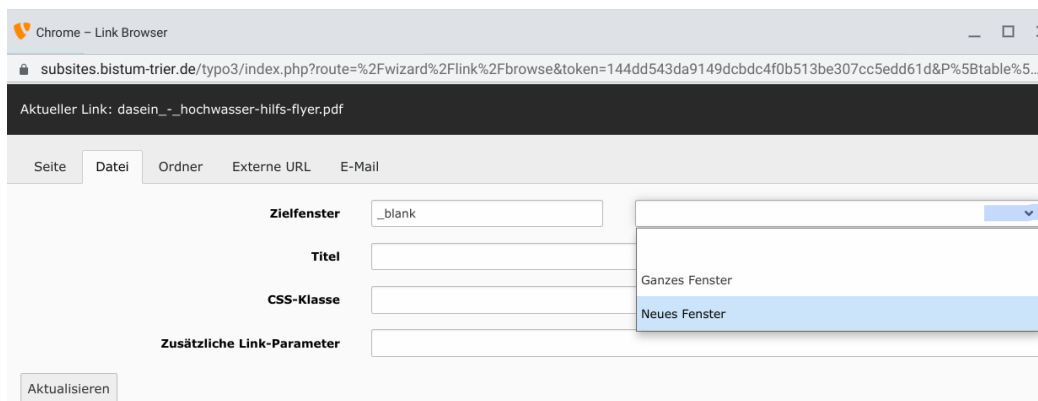 Chrome – Link Browser
subsites.bistum-trier.de/typo3/index.php?route=%2Fwizard%2Flink%2Fbrowse&token=144dd543da9149dcbdc4f0b513be307cc5edd61d&P%5Btable%5...
Aktueller Link: dasein_-_hochwasser-hilfs-flyer.pdf
Seite Datei Ordner Externe URL E-Mail
Zielfenster _blank
Titel
Ganzes Fenster
CSS-Klasse
Neues Fenster
Zusätzliche Link-Parameter
Aktualisieren